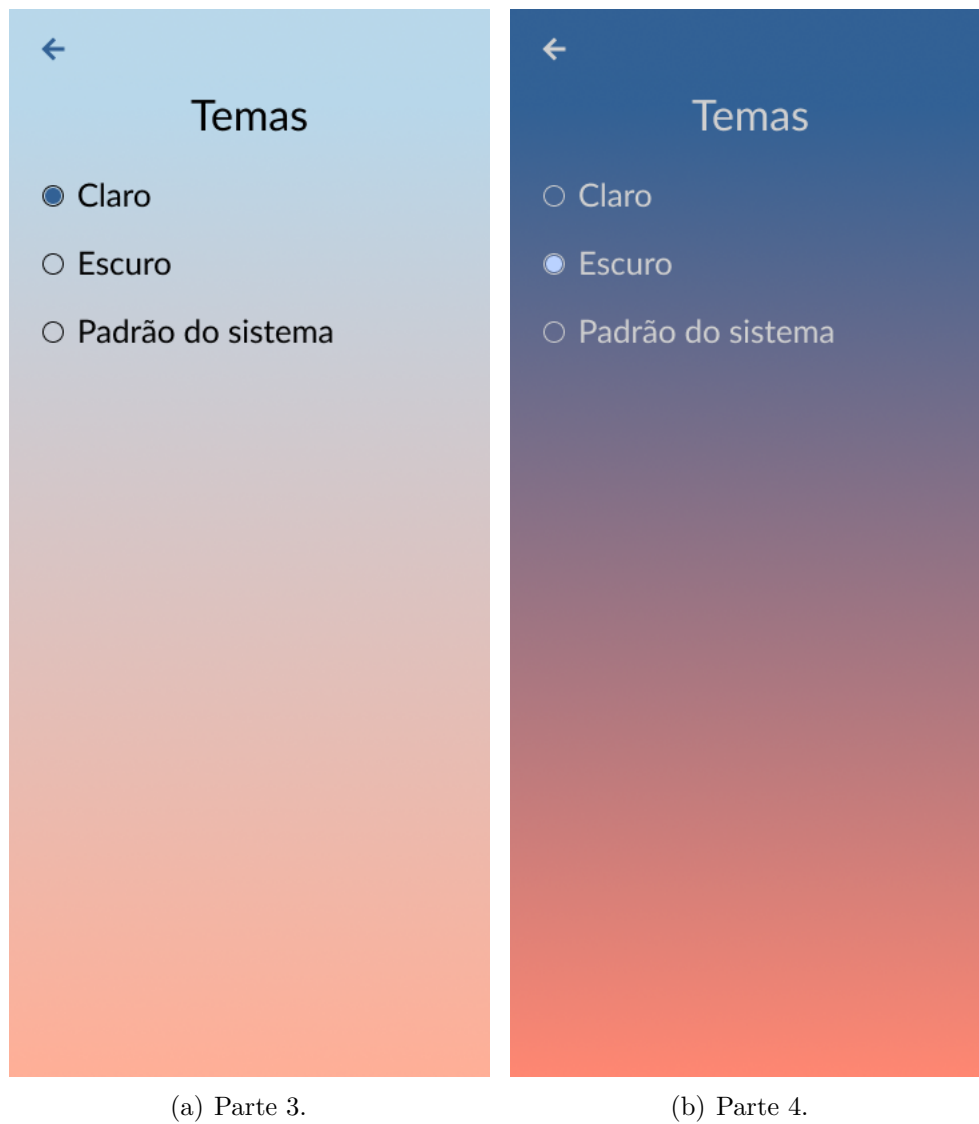 Temas
Claro
Escuro
Padrão do sistema
(a) Parte 3.
Temas
Claro
Escuro
Padrão do sistema
(b) Parte 4.